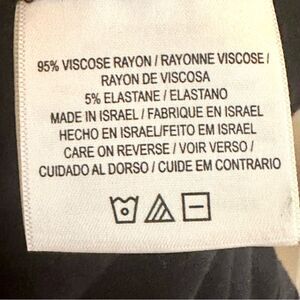 95% VISCOSE RAYON / RAYONNE VISCOSE /
RAYON DE VISCOSA
5% ELASTANE / ELASTANO
MADE IN ISRAEL / FABRIQUE EN ISRAEL
HECHO EN ISRAEL/FEITO EM ISRAEL
CARE ON REVERSE / VOIR VERSO /
CUIDADO AL DORSO / CUIDE EM CONTRARIO